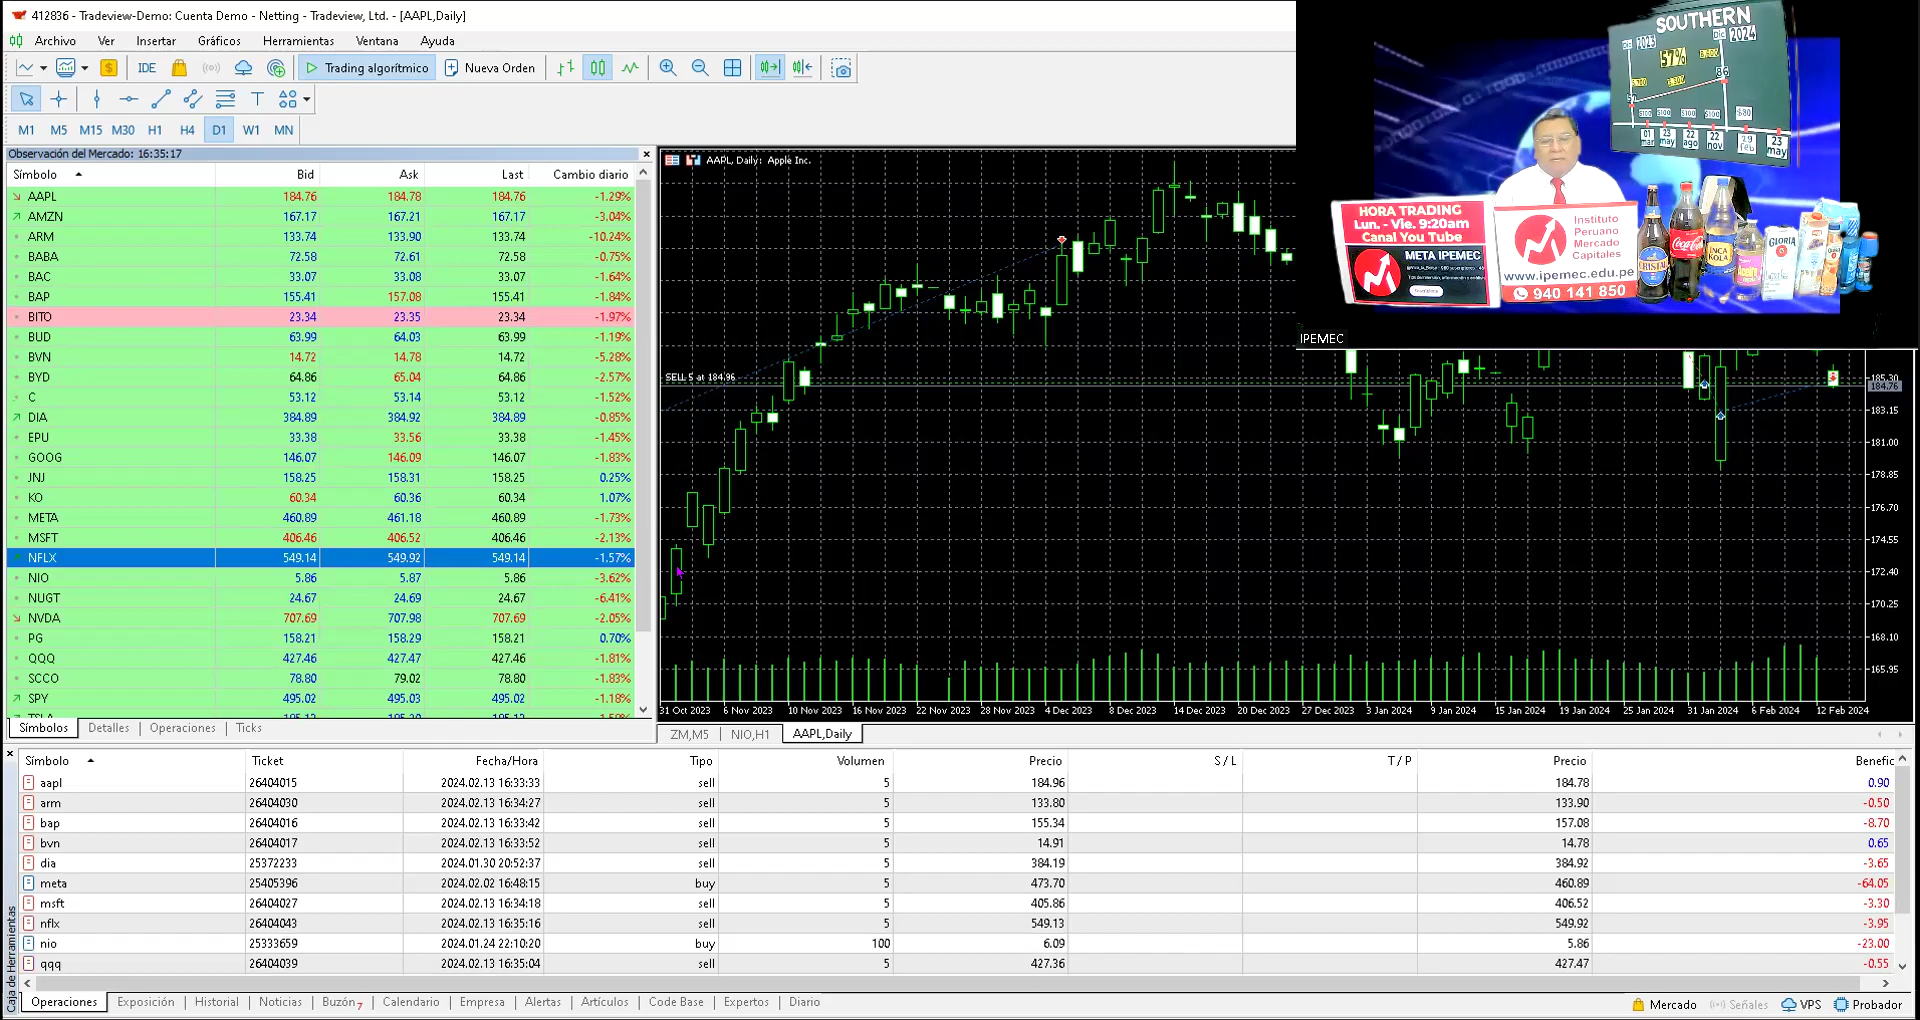 412836 - Tradeview-Demo: Cuenta Demo - Netting - Tradeview, Ltd. - [AAPL,Daily]
Archivo Ver Insertar Gráficos Herramientas Ventana Ayuda
IDE Trading algorítmico Nueva Orden
T
M1 M5 M15 M30 H1 H4 D1 W1 MN
Observación del Mercado: 16:35:17
Símbolo Bid Ask Last Cambio diario
AAPL 184.76 184.78 184.76 -1.29%
AMZN 167.17 167.21 167.17 -3.04%
ARM 133.74 133.90 133.74 -10.24%
BABA 72.58 72.61 72.58 -0.75%
BAC 33.07 33.08 33.07 -1.64%
BAP 155.41 157.08 155.41 -1.84%
BITO 23.34 23.35 23.34 -1.97%
BUD 63.99 64.03 63.99 -1.19%
BVN 14.72 14.78 14.72 -5.28%
BYD 64.86 65.04 64.86 -2.57%
C 53.12 53.14 53.12 -1.52%
DIA 384.89 384.92 384.89 -0.85%
EPU 33.38 33.56 33.38 -1.45%
GOOG 146.07 146.09 146.07 -1.83%
JNJ 158.25 158.31 158.25 0.25%
KO 60.34 60.36 60.34 1.07%
META 460.89 461.18 460.89 -1.73%
MSFT 406.46 406.52 406.46 -2.13%
NFLX 549.14 549.92 549.14 -1.57%
NIO 5.86 5.87 5.86 -3.62%
NUGT 24.67 24.69 24.67 -6.41%
NVDA 707.69 707.98 707.69 -2.05%
PG 158.21 158.29 158.21 0.70%
QQQ 427.46 427.47 427.46 -1.81%
SCCO 78.80 79.02 78.80 -1.83%
SPY 495.02 495.03 495.02 -1.18%
Símbolos Detalles Operaciones Ticks
AAPL, Daily: Apple Inc.
SELL 5 at 184.96
185.30
184.76
183.15
181.00
178.85
176.70
174.55
172.40
170.25
168.10
165.95
31 Oct 2023 6 Nov 2023 10 Nov 2023 16 Nov 2023 22 Nov 2023 28 Nov 2023 4 Dec 2023 8 Dec 2023 14 Dec 2023 20 Dec 2023 27 Dec 2023 3 Jan 2024 9 Jan 2024 15 Jan 2024 19 Jan 2024 25 Jan 2024 31 Jan 2024 6 Feb 2024 12 Feb 2024
ZM,M5 NIO,H1 AAPL,Daily
SOUTHERN
2023 2024
57%
86
$100 $100 $100 $100 $80
01 mar 23 may 22 ago 22 nov 29 feb 23 may
HORA TRADING
Lun. - Vie. 9:20am
Canal You Tube
META IPEMEC
Instituto
Peruano
Mercado
Capitales
www.ipemec.edu.pe
940 141 850
CRISTAL
Coca-Cola
INCA KOLA
GLORIA
IPEMEC
Símbolo Ticket Fecha/Hora Tipo Volumen Precio S / L T / P Precio Benefic
aapl 26404015 2024.02.13 16:33:33 sell 5 184.96 184.78 0.90
arm 26404030 2024.02.13 16:34:27 sell 5 133.80 133.90 -0.50
bap 26404016 2024.02.13 16:33:42 sell 5 155.34 157.08 -8.70
bvn 26404017 2024.02.13 16:33:52 sell 5 14.91 14.78 0.65
dia 25372233 2024.01.30 20:52:37 sell 5 384.19 384.92 -3.65
meta 25405396 2024.02.02 16:48:15 buy 5 473.70 460.89 -64.05
msft 26404027 2024.02.13 16:34:18 sell 5 405.86 406.52 -3.30
nflx 26404043 2024.02.13 16:35:16 sell 5 549.13 549.92 -3.95
nio 25333659 2024.01.24 22:10:20 buy 100 6.09 5.86 -23.00
qqq 26404039 2024.02.13 16:35:04 sell 5 427.36 427.47 -0.55
Caja de Herramientas
Operaciones Exposición Historial Noticias Buzón 7 Calendario Empresa Alertas Artículos Code Base Expertos Diario
Mercado Señales VPS Probador